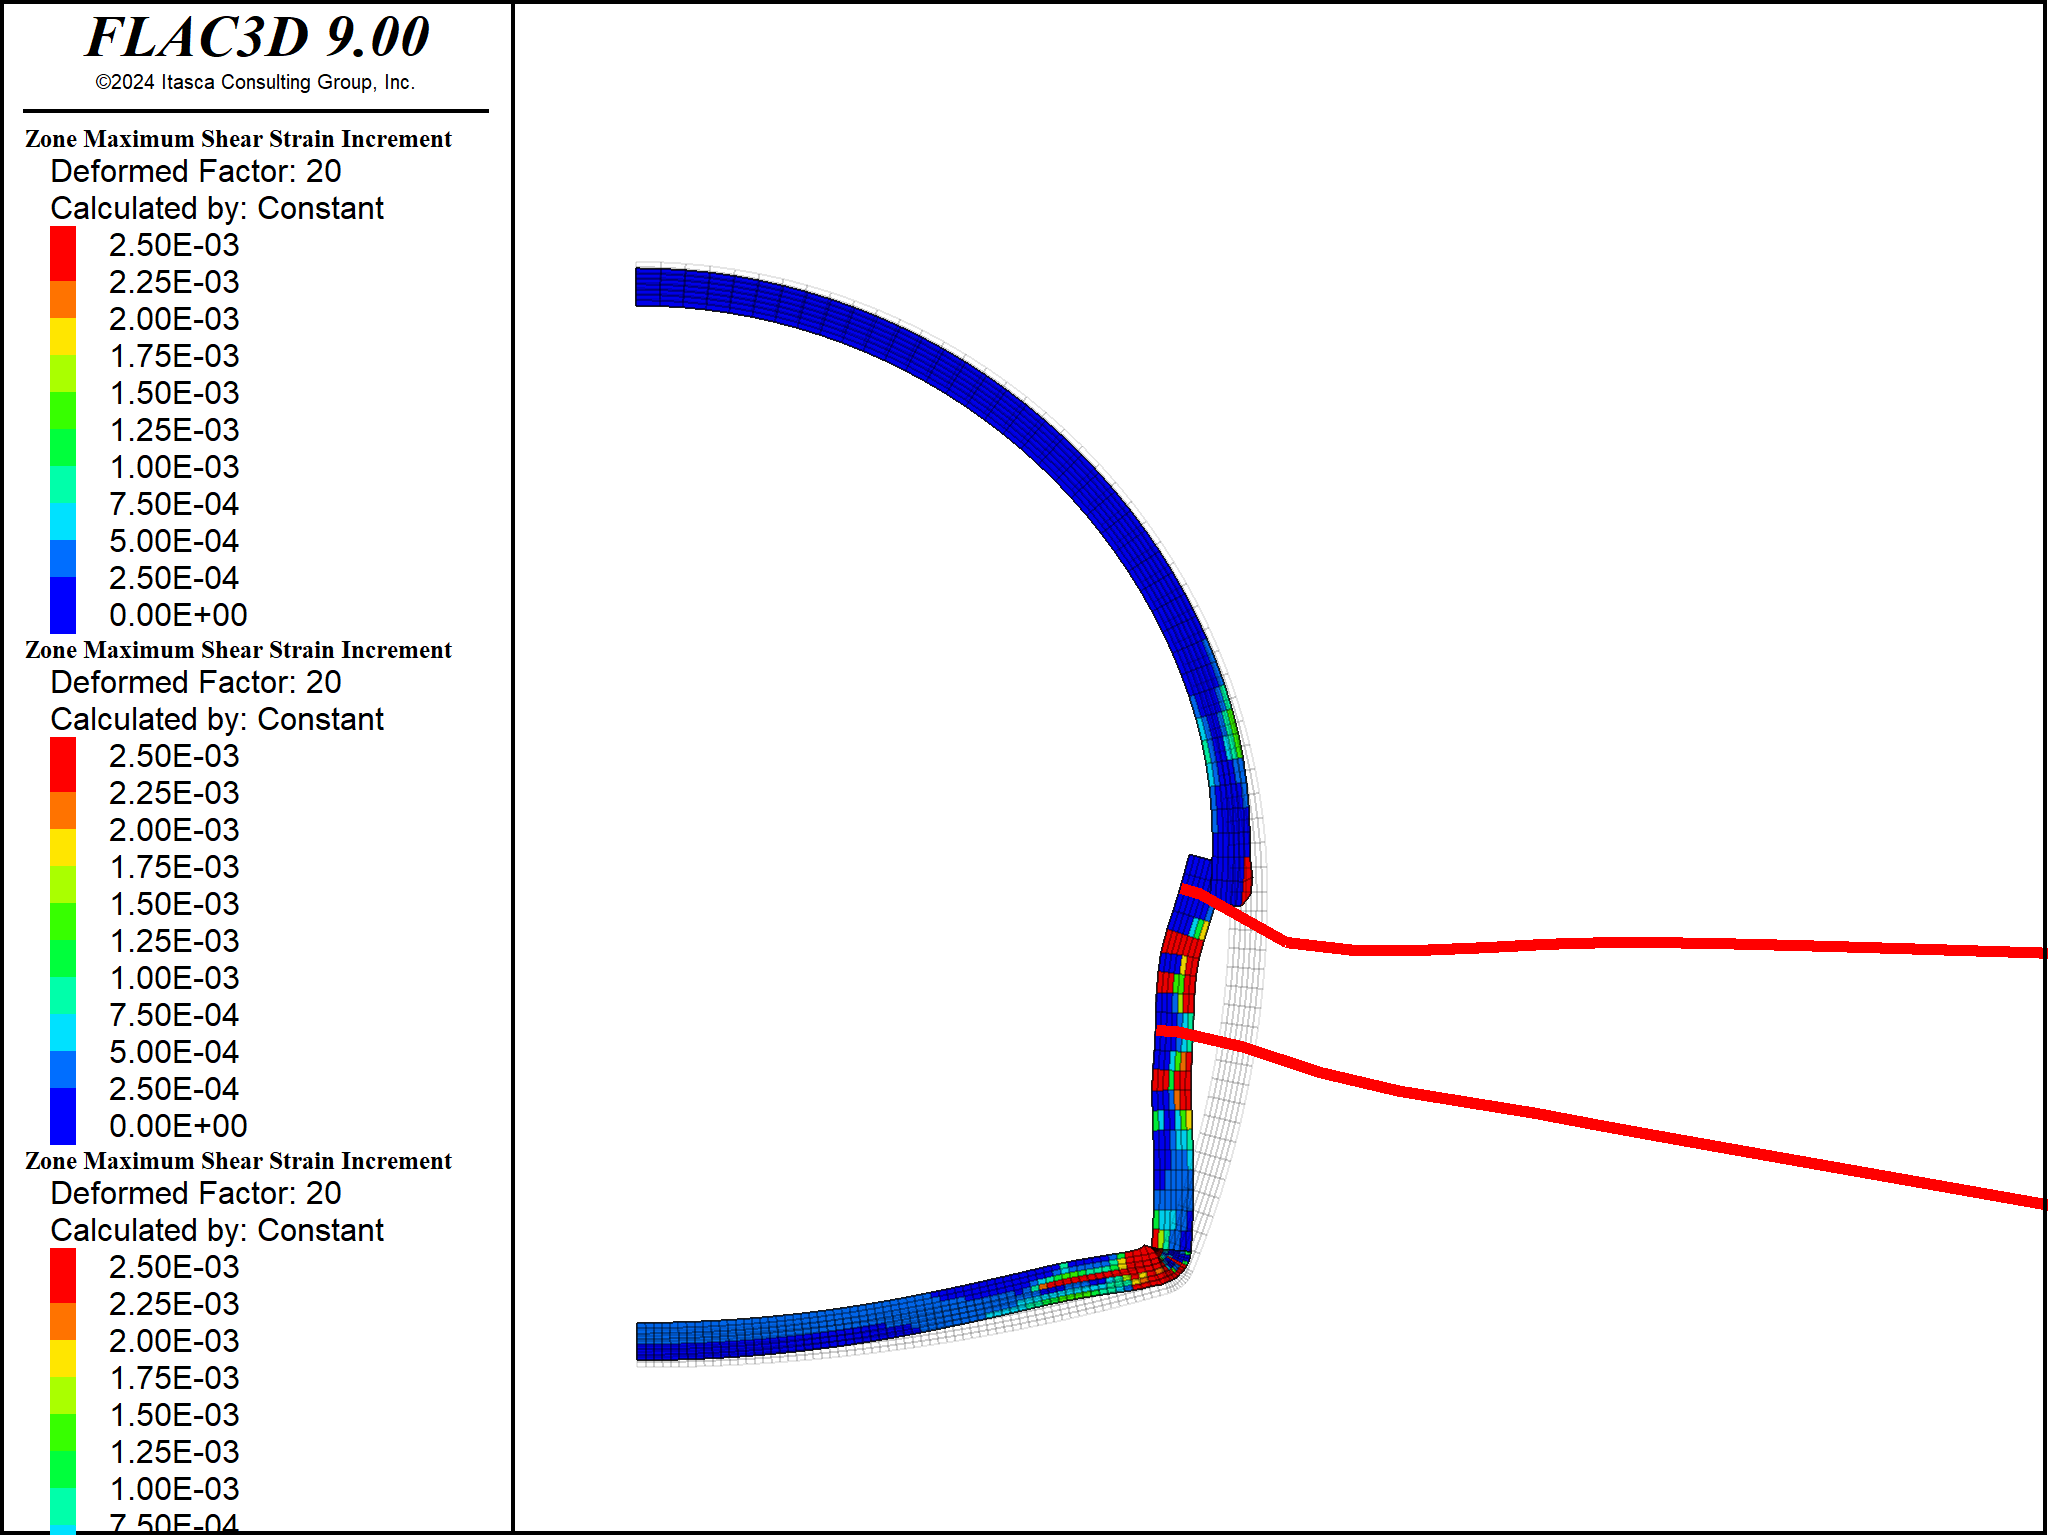 FLAC3D 9.00
©2024 Itasca Consulting Group, Inc.
Zone Maximum Shear Strain Increment
Deformed Factor: 20
Calculated by: Constant
2.50E-03
2.25E-03
2.00E-03
1.75E-03
1.50E-03
1.25E-03
1.00E-03
7.50E-04
5.00E-04
2.50E-04
0.00E+00
Zone Maximum Shear Strain Increment
Deformed Factor: 20
Calculated by: Constant
2.50E-03
2.25E-03
2.00E-03
1.75E-03
1.50E-03
1.25E-03
1.00E-03
7.50E-04
5.00E-04
2.50E-04
0.00E+00
Zone Maximum Shear Strain Increment
Deformed Factor: 20
Calculated by: Constant
2.50E-03
2.25E-03
2.00E-03
1.75E-03
1.50E-03
1.25E-03
1.00E-03
7.50E-04